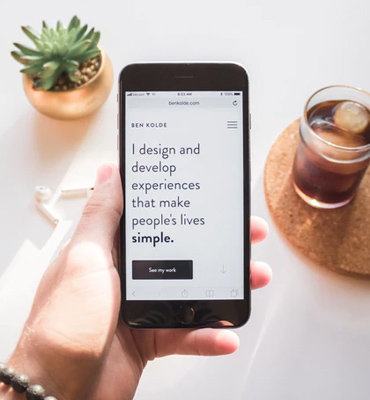 9:23 AM
benkolde.com
BEN KOLDE
I design and
develop
experiences
that make
people's lives
simple.
See my work